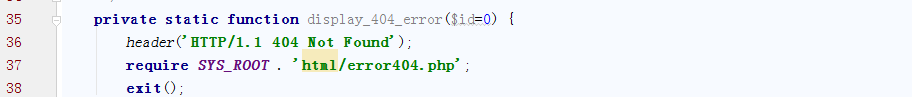 35 private static function display_404_error($id=0) {
36 header('HTTP/1.1 404 Not Found');
37 require SYS_ROOT . 'html/error404.php';
38 exit();